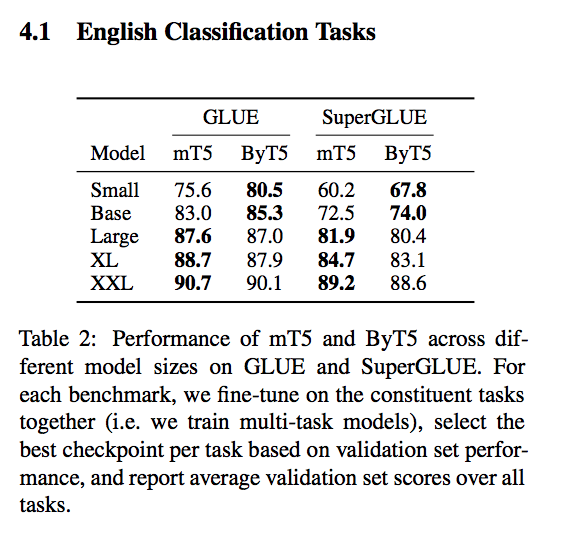 4.1 English Classification Tasks
GLUE SuperGLUE
Model mT5 ByT5 mT5 ByT5
Small 75.6 80.5 60.2 67.8
Base 83.0 85.3 72.5 74.0
Large 87.6 87.0 81.9 80.4
XL 88.7 87.9 84.7 83.1
XXL 90.7 90.1 89.2 88.6
Table 2: Performance of mT5 and ByT5 across dif-
ferent model sizes on GLUE and SuperGLUE. For
each benchmark, we fine-tune on the constituent tasks
together (i.e. we train multi-task models), select the
best checkpoint per task based on validation set perfor-
mance, and report average validation set scores over all
tasks.